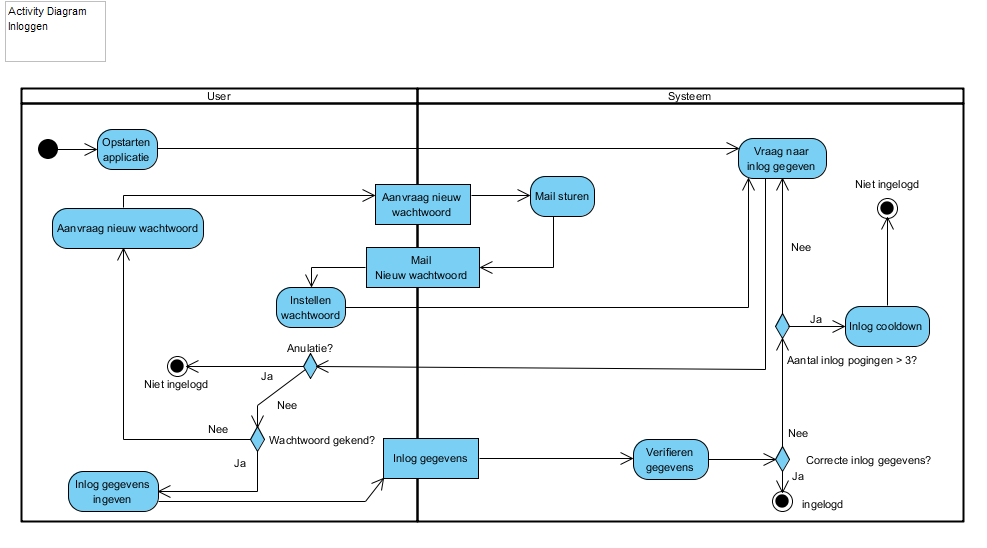 Activity Diagram
Inloggen
User
Systeem
Opstarten
applicatie
Vraag naar
inlog gegeven
Aanvraag nieuw
wachtwoord
Mail sturen
Niet ingelogd
Aanvraag nieuw wachtwoord
Nee
Mail
Nieuw wachtwoord
Instellen
wachtwoord
Ja
Inlog cooldown
Anulatie?
Aantal inlog pogingen > 3?
Ja
Niet ingelogd
Nee
Nee
Wachtwoord gekend?
Nee
Ja
Inlog gegevens
Verifieren
gegevens
Correcte inlog gegevens?
Ja
Inlog gegevens
ingeven
ingelogd